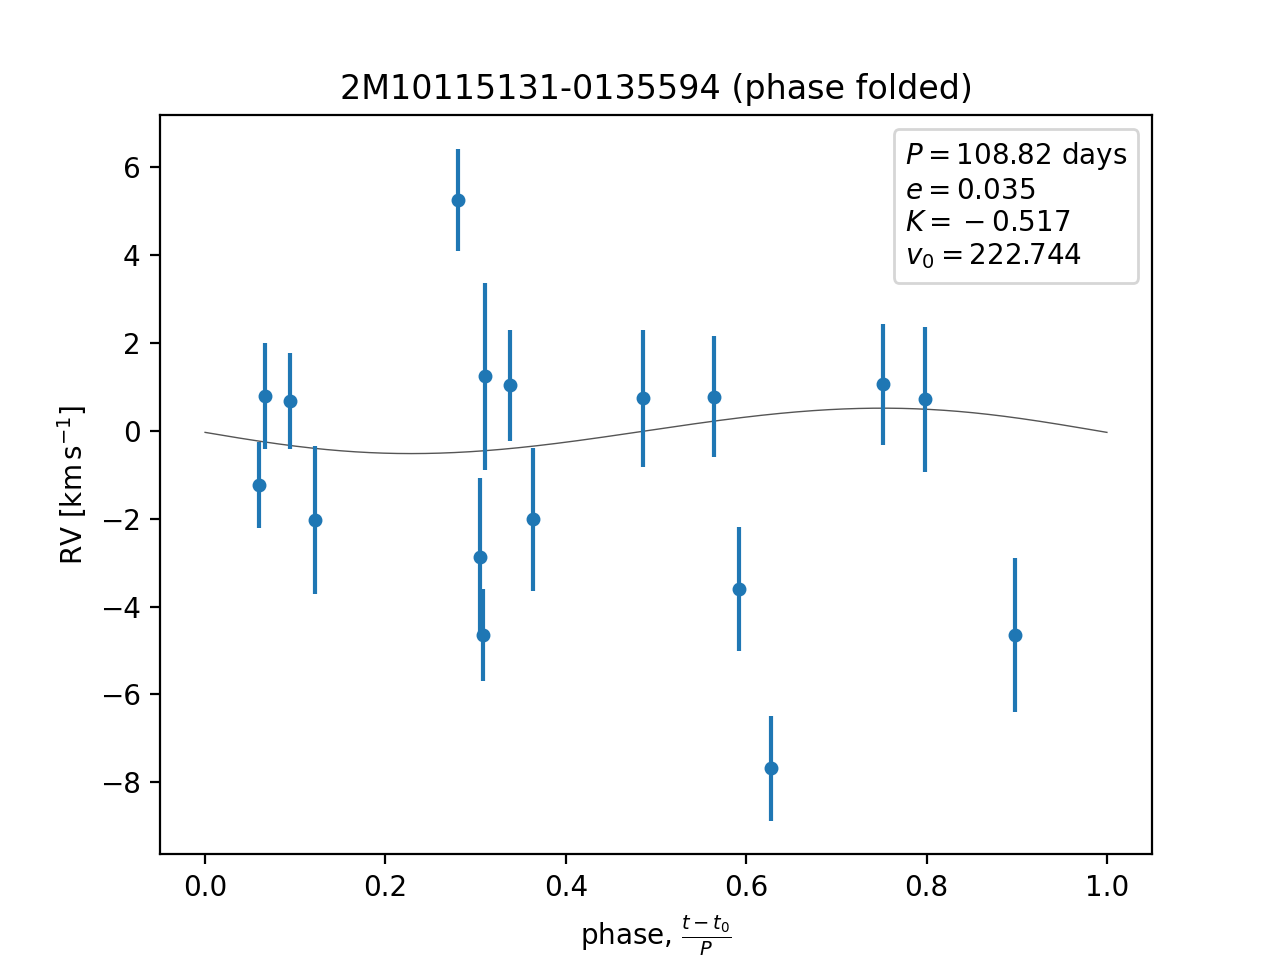 2M10115131-0135594 (phase folded)
P = 108.82 days
e = 0.035
K = −0.517
v₀ = 222.744
6
4
2
0
−2
−4
−6
−8
RV [km s⁻¹]
0.0 0.2 0.4 0.6 0.8 1.0
phase, (t − t₀)/P